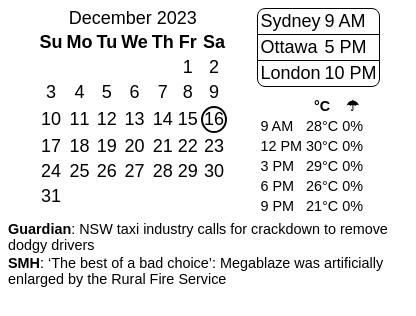 December 2023
Su Mo Tu We Th Fr Sa
1 2
3 4 5 6 7 8 9
10 11 12 13 14 15 16
17 18 19 20 21 22 23
24 25 26 27 28 29 30
31
Sydney 9 AM
Ottawa 5 PM
London 10 PM
°C ☂
9 AM 28°C 0%
12 PM 30°C 0%
3 PM 29°C 0%
6 PM 26°C 0%
9 PM 21°C 0%
Guardian: NSW taxi industry calls for crackdown to remove
dodgy drivers
SMH: ‘The best of a bad choice’: Megablaze was artificially
enlarged by the Rural Fire Service